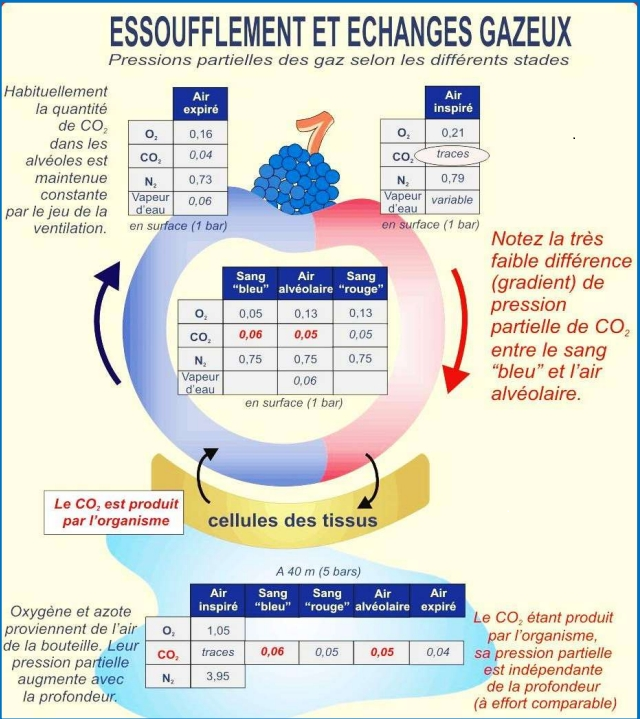 ESSOUFFLEMENT ET ECHANGES GAZEUX
Pressions partielles des gaz selon les différents stades
Habituellement
la quantité
de CO₂
dans les
alvéoles est
maintenue
constante
par le jeu de la
ventilation.
Air
expiré
O₂ 0,16
CO₂ 0,04
N₂ 0,73
Vapeur
d'eau 0,06
en surface (1 bar)
Air
inspiré
O₂ 0,21
CO₂ traces
N₂ 0,79
Vapeur
d'eau variable
en surface (1 bar)
Notez la très
faible différence
(gradient) de
pression
partielle de CO₂
entre le sang
"bleu" et l'air
alvéolaire.
Sang Air Sang
"bleu" alvéolaire "rouge"
O₂ 0,05 0,13 0,13
CO₂ 0,06 0,05 0,05
N₂ 0,75 0,75 0,75
Vapeur
d'eau 0,06
en surface (1 bar)
Le CO₂ est produit
par l'organisme
cellules des tissus
A 40 m (5 bars)
Air Sang Sang Air Air
inspiré "bleu" "rouge" alvéolaire expiré
O₂ 1,05
CO₂ traces 0,06 0,05 0,05 0,04
N₂ 3,95
Oxygène et azote
proviennent de l'air
de la bouteille. Leur
pression partielle
augmente avec
la profondeur.
Le CO₂ étant produit
par l'organisme,
sa pression partielle
est indépendante
de la profondeur
(à effort comparable)